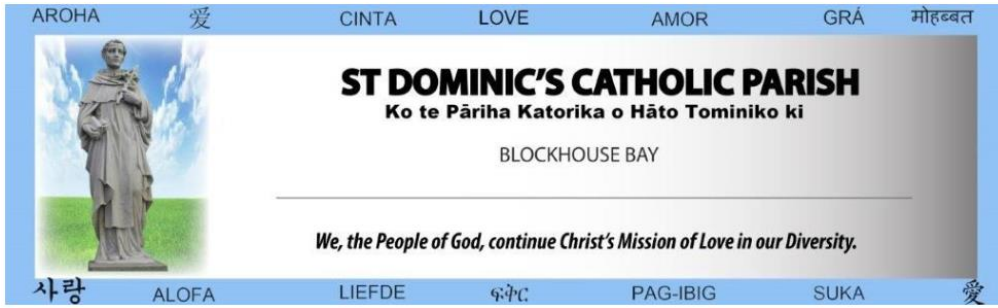 AROHA 愛 CINTA LOVE AMOR GRÁ मोहब्बत
ST DOMINIC'S CATHOLIC PARISH
Ko te Pāriha Katorika o Hāto Tominiko ki
BLOCKHOUSE BAY
We, the People of God, continue Christ's Mission of Love in our Diversity.
사랑 ALOFA LIEFDE ፍቅር PAG-IBIG SUKA 愛